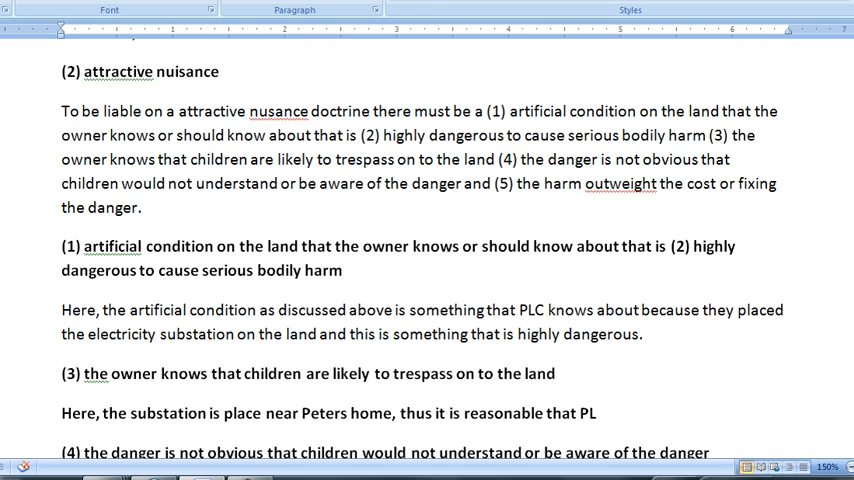 Font Paragraph Styles
1 2 3 4 5 6 7
(2) attractive nuisance
To be liable on a attractive nusance doctrine there must be a (1) artificial condition on the land that the
owner knows or should know about that is (2) highly dangerous to cause serious bodily harm (3) the
owner knows that children are likely to trespass on to the land (4) the danger is not obvious that
children would not understand or be aware of the danger and (5) the harm outweight the cost or fixing
the danger.
(1) artificial condition on the land that the owner knows or should know about that is (2) highly
dangerous to cause serious bodily harm
Here, the artificial condition as discussed above is something that PLC knows about because they placed
the electricity substation on the land and this is something that is highly dangerous.
(3) the owner knows that children are likely to trespass on to the land
Here, the substation is place near Peters home, thus it is reasonable that PL
(4) the danger is not obvious that children would not understand or be aware of the danger
150%